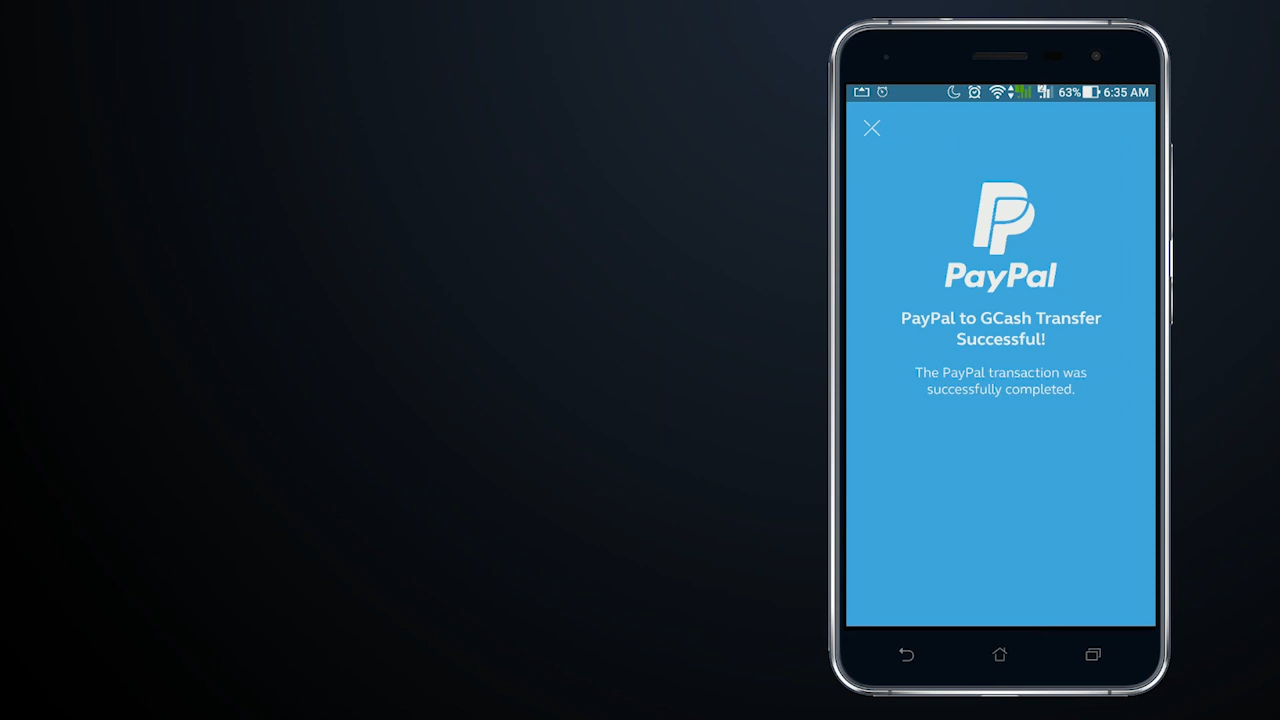 63% 6:35 AM
PayPal
PayPal to GCash Transfer
Successful!
The PayPal transaction was
successfully completed.